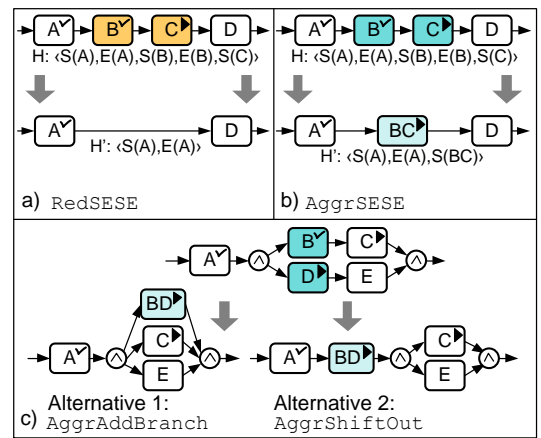 A B C D
H: ‹S(A),E(A),S(B),E(B),S(C)›
A D
H': ‹S(A),E(A)›
a) RedSESE
A B C D
H: ‹S(A),E(A),S(B),E(B),S(C)›
A BC D
H': ‹S(A),E(A),S(BC)›
b) AggrSESE
B C
A
D E
BD
A C
E
Alternative 1:
c) AggrAddBranch
A BD C
E
Alternative 2:
AggrShiftOut